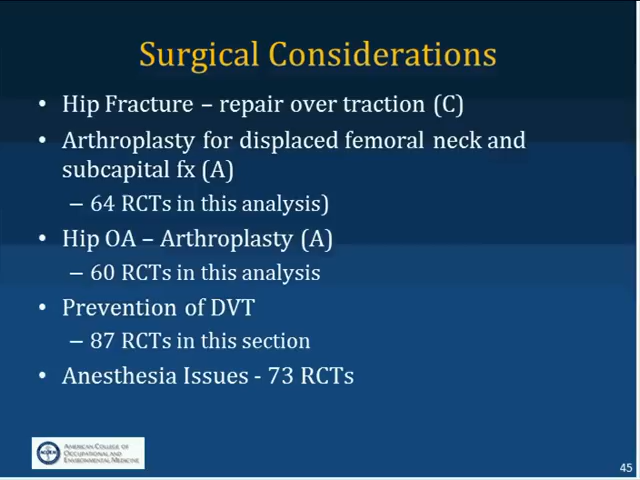 Surgical Considerations
• Hip Fracture – repair over traction (C)
• Arthroplasty for displaced femoral neck and
subcapital fx (A)
– 64 RCTs in this analysis)
• Hip OA – Arthroplasty (A)
– 60 RCTs in this analysis
• Prevention of DVT
– 87 RCTs in this section
• Anesthesia Issues - 73 RCTs
American College of
Occupational and
Environmental Medicine
45